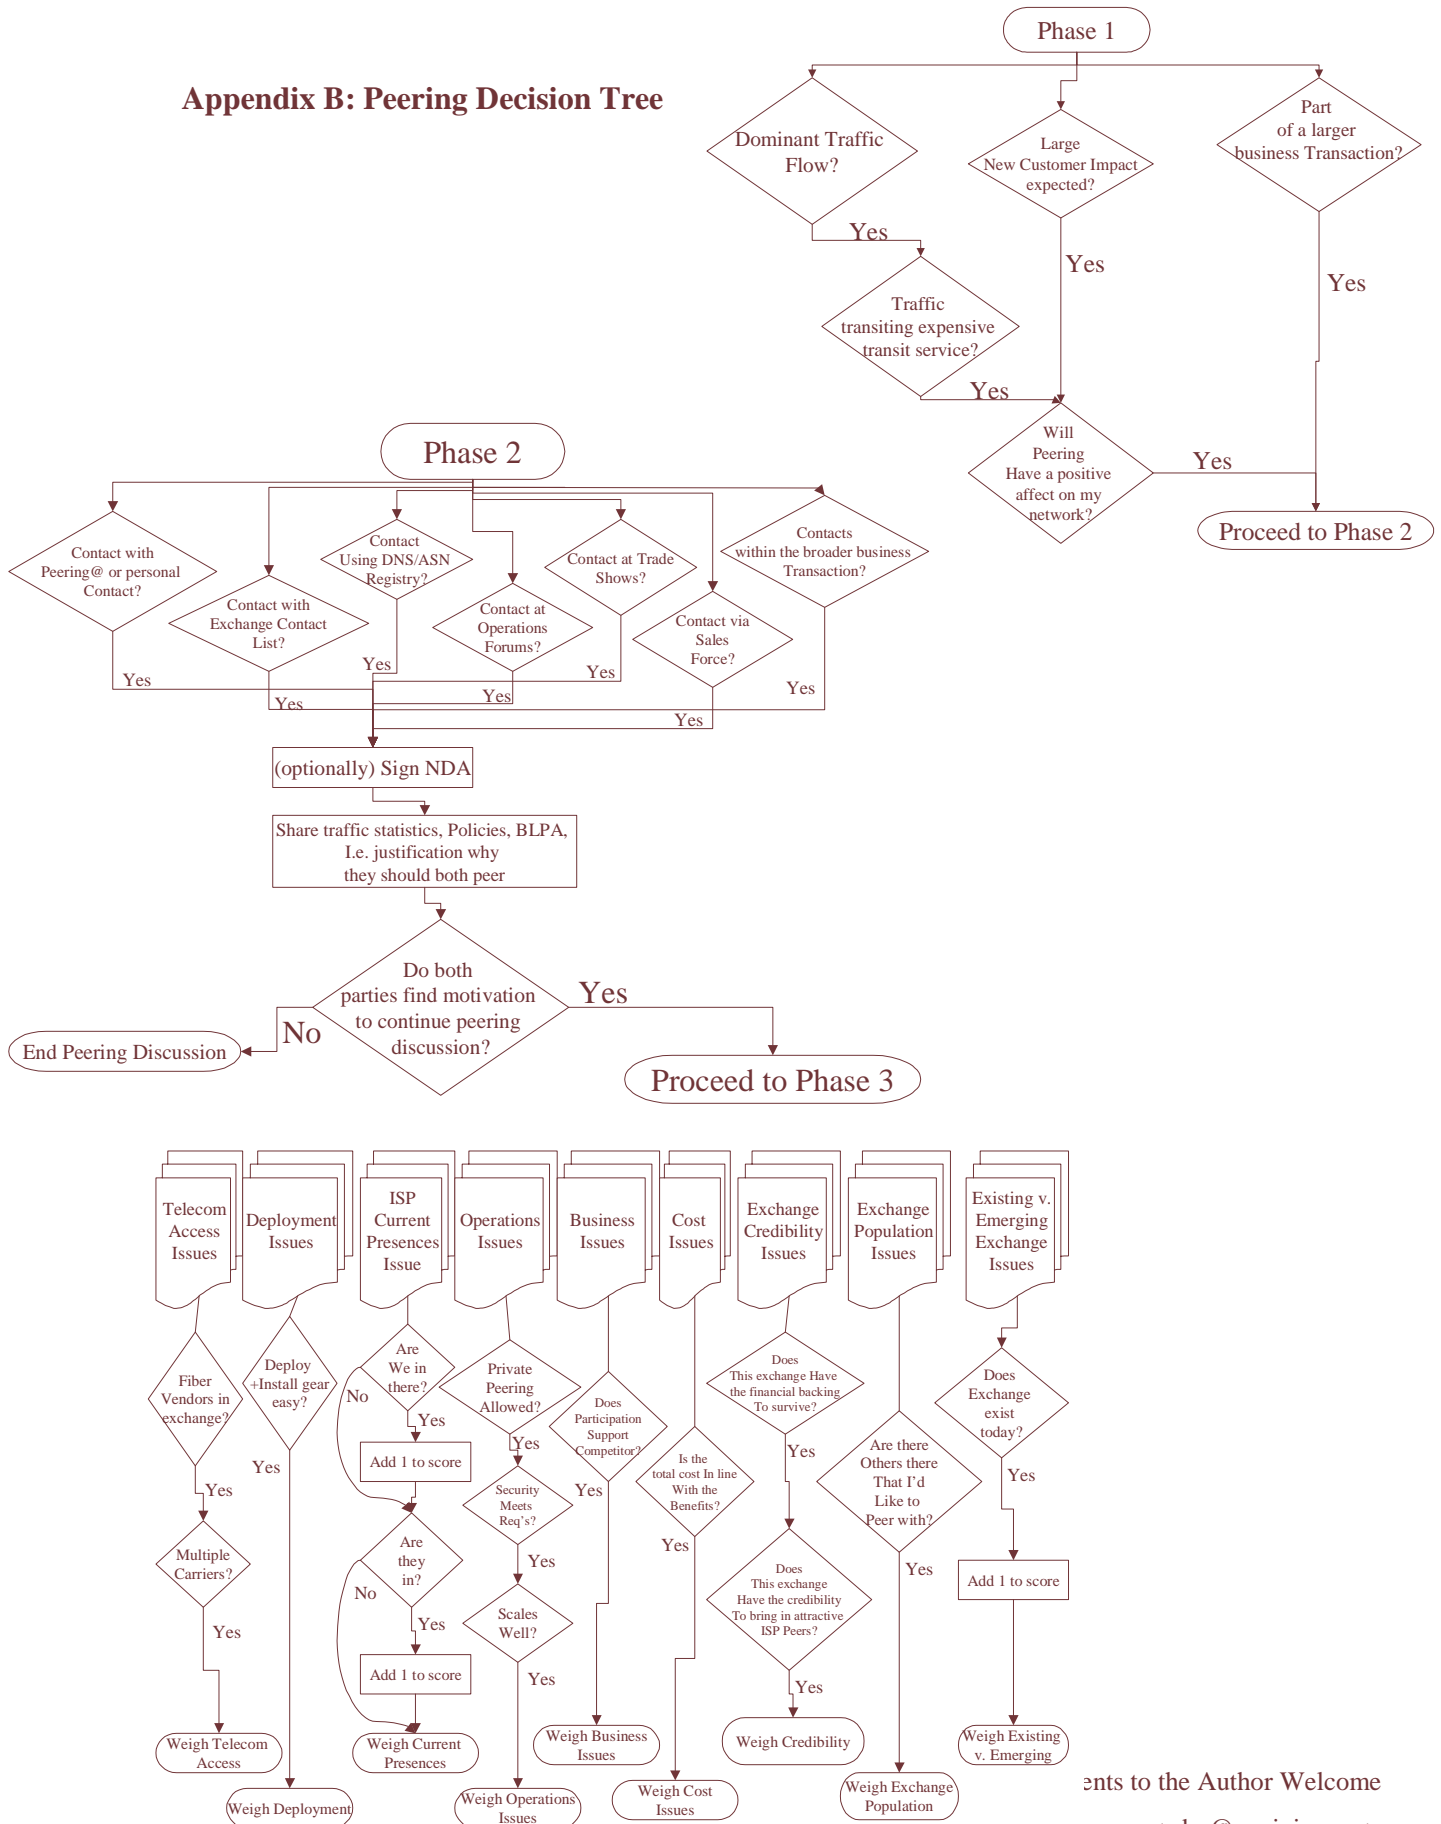 Phase 1
Appendix B: Peering Decision Tree
Dominant Traffic
Flow?
Large
New Customer Impact
expected?
Part
of a larger
business Transaction?
Yes
Yes
Yes
Traffic
transiting expensive
transit service?
Yes
Will
Peering
Have a positive
affect on my
network?
Yes
Proceed to Phase 2
Phase 2
Contact with
Peering@ or personal
Contact?
Contact with
Exchange Contact
List?
Contact
Using DNS/ASN
Registry?
Contact at
Operations
Forums?
Contact at Trade
Shows?
Contact via
Sales
Force?
Contacts
within the broader business
Transaction?
Yes
Yes
Yes
Yes
Yes
Yes
Yes
(optionally) Sign NDA
Share traffic statistics, Policies, BLPA,
I.e. justification why
they should both peer
Do both
parties find motivation
to continue peering
discussion?
Yes
No
End Peering Discussion
Proceed to Phase 3
Telecom
Access
Issues
Fiber
Vendors in
exchange?
Yes
Multiple
Carriers?
Yes
Weigh Telecom
Access
Deployment
Issues
Deploy
+Install gear
easy?
Yes
Weigh Deployment
ISP
Current
Presences
Issue
Are
We in
there?
No
Yes
Add 1 to score
Are
they
in?
No
Yes
Add 1 to score
Weigh Current
Presences
Operations
Issues
Private
Peering
Allowed?
Yes
Security
Meets
Req's?
Yes
Scales
Well?
Yes
Weigh Operations
Issues
Business
Issues
Does
Participation
Support
Competitor?
Yes
Weigh Business
Issues
Cost
Issues
Is the
total cost In line
With the
Benefits?
Yes
Weigh Cost
Issues
Exchange
Credibility
Issues
Does
This exchange Have
the financial backing
To survive?
Yes
Does
This exchange
Have the credibility
To bring in attractive
ISP Peers?
Yes
Weigh Credibility
Exchange
Population
Issues
Are there
Others there
That I'd
Like to
Peer with?
Yes
Weigh Exchange
Population
Existing v.
Emerging
Exchange
Issues
Does
Exchange
exist
today?
Yes
Add 1 to score
Weigh Existing
v. Emerging
ents to the Author Welcome